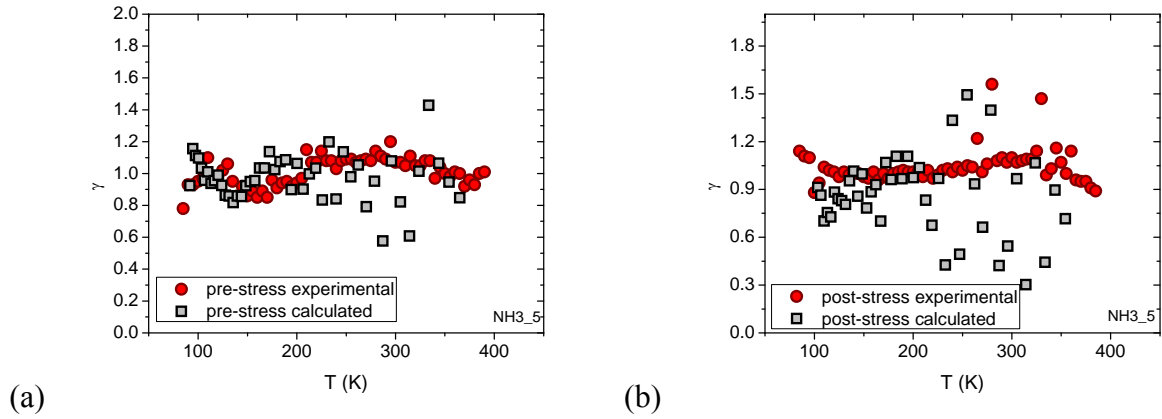 2.0
1.8
1.6
1.4
1.2
1.0
0.8
0.6
0.4
0.2
0.0
γ
pre-stress experimental
pre-stress calculated
NH3_5
100 200 300 400
T (K)
(a)
1.8
1.5
1.2
0.9
0.6
0.3
0.0
γ
post-stress experimental
post-stress calculated
NH3_5
100 200 300 400
T (K)
(b)